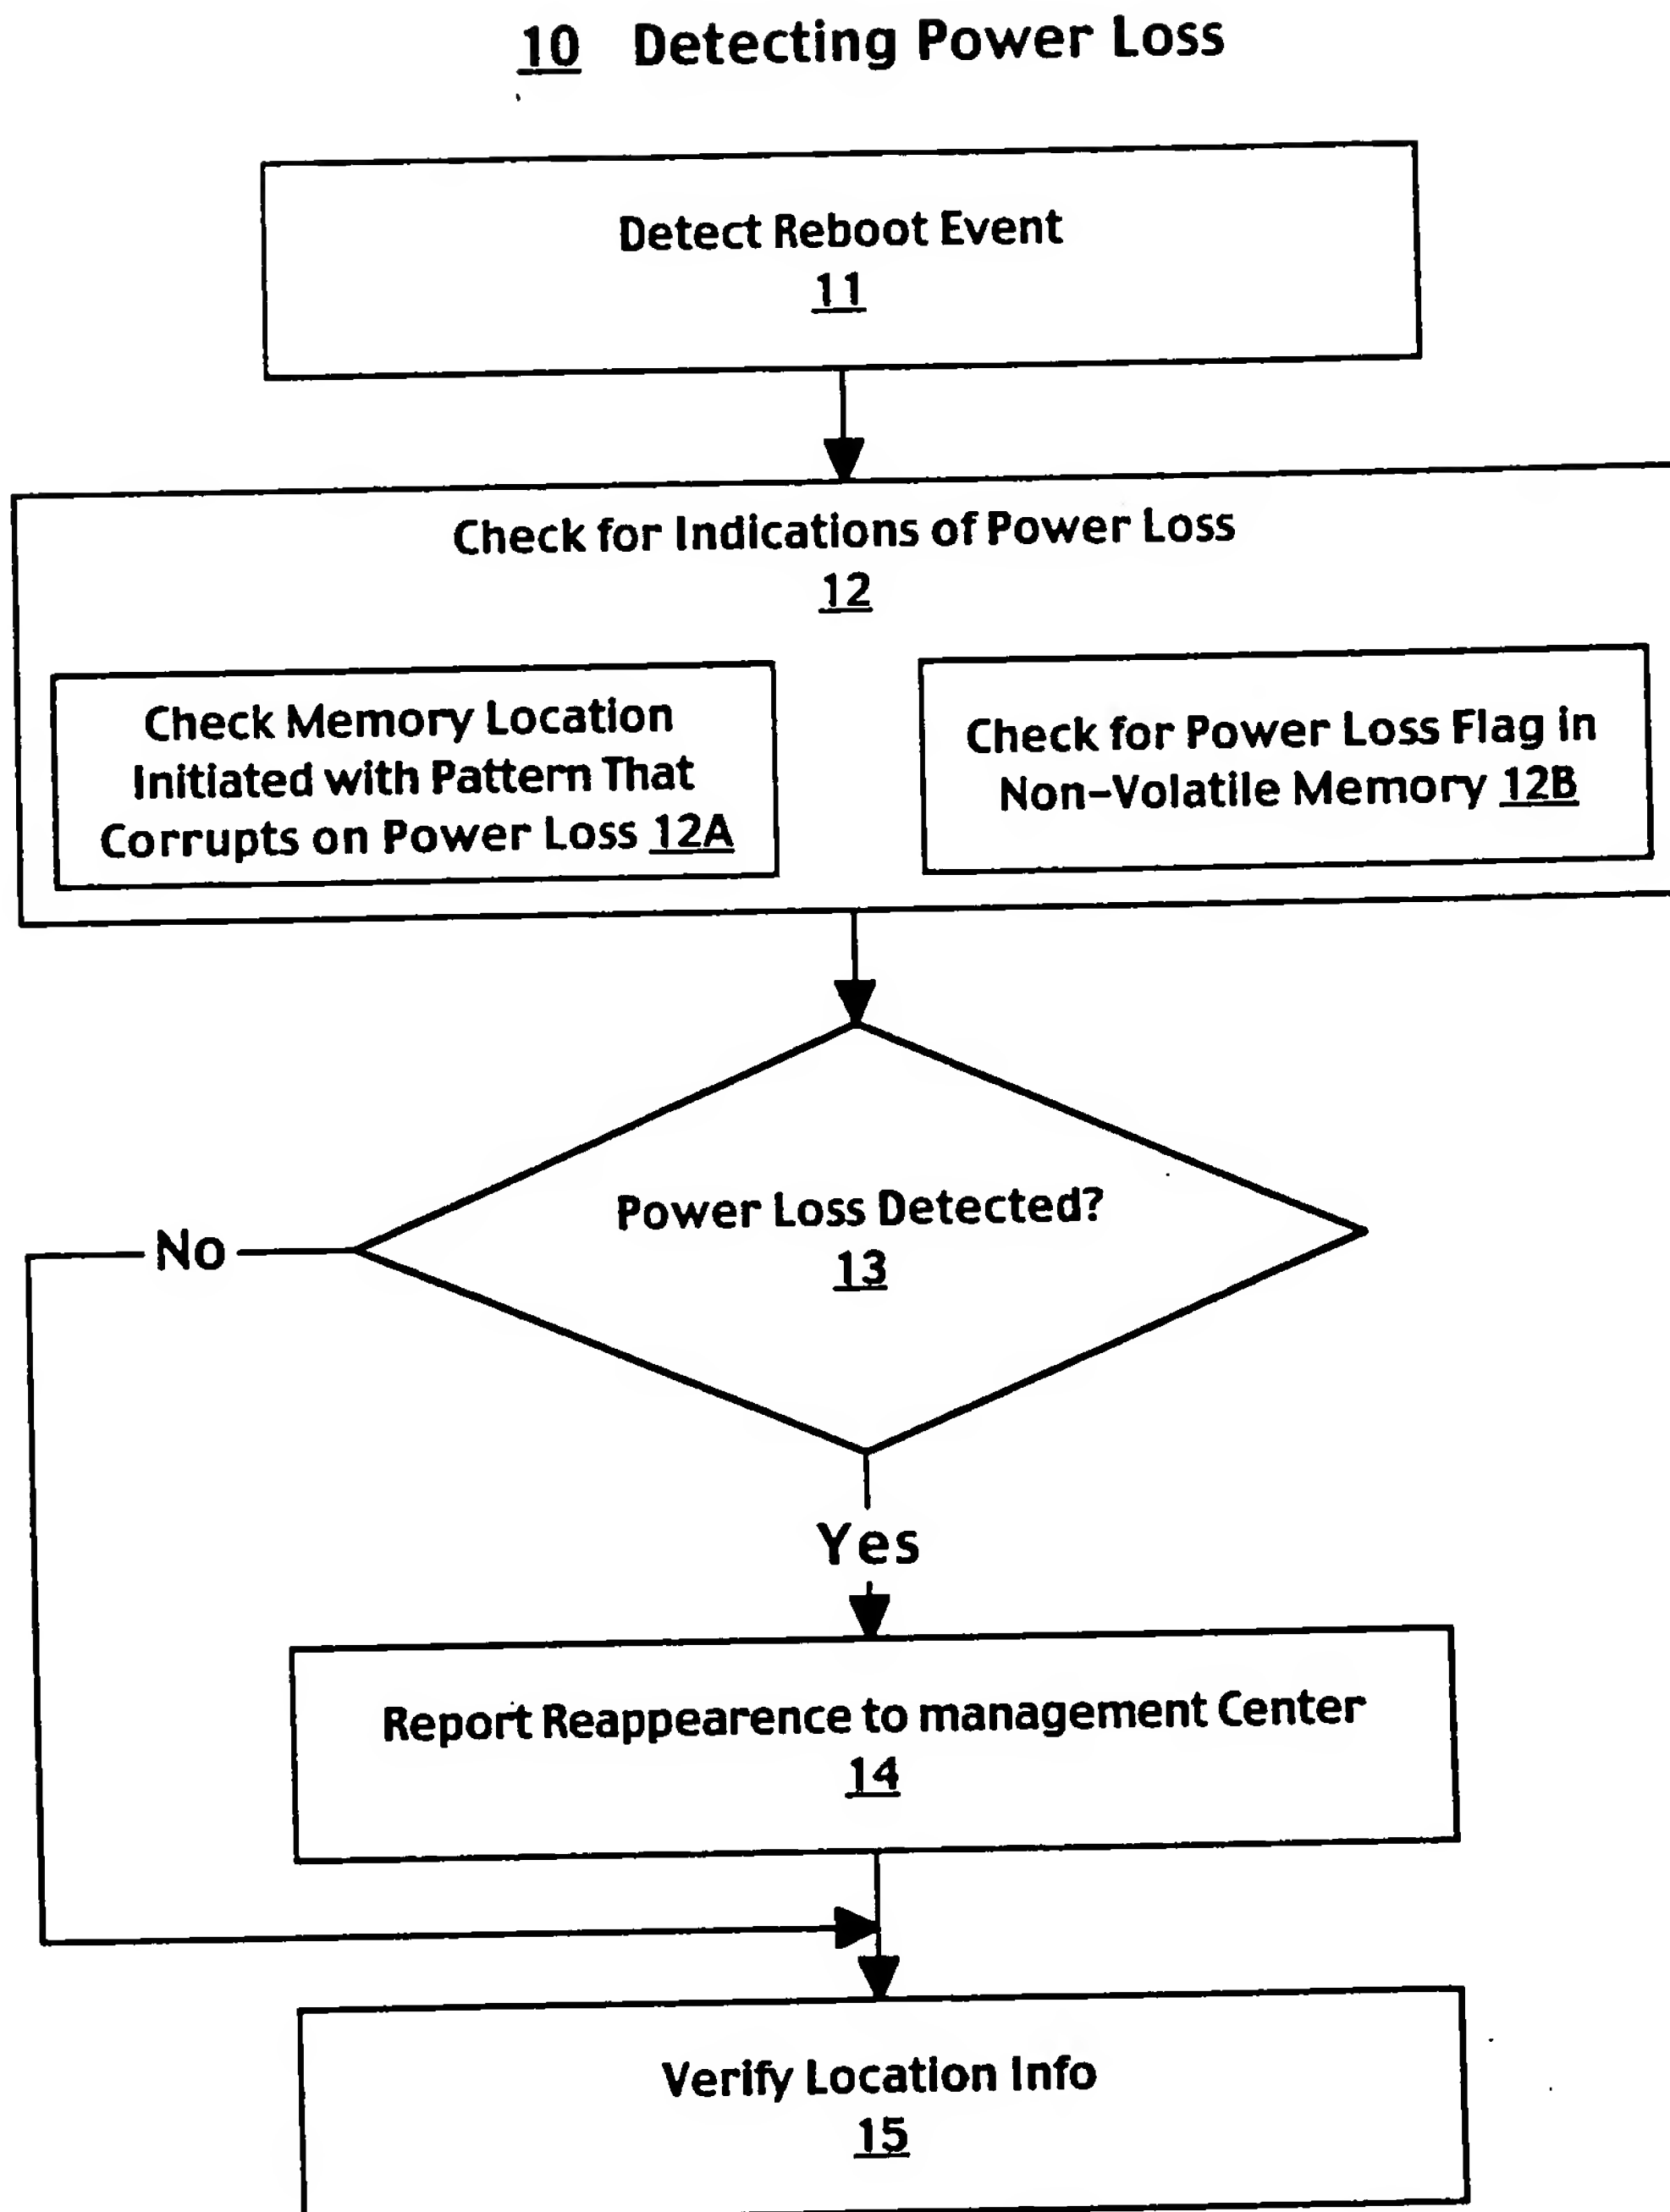 10 Detecting Power Loss
Detect Reboot Event
11
Check for Indications of Power Loss
12
Check Memory Location
Initiated with Pattern That
Corrupts on Power Loss 12A
Check for Power Loss Flag in
Non-Volatile Memory 12B
Power Loss Detected?
13
No
Yes
Report Reappearence to management Center
14
Verify Location Info
15